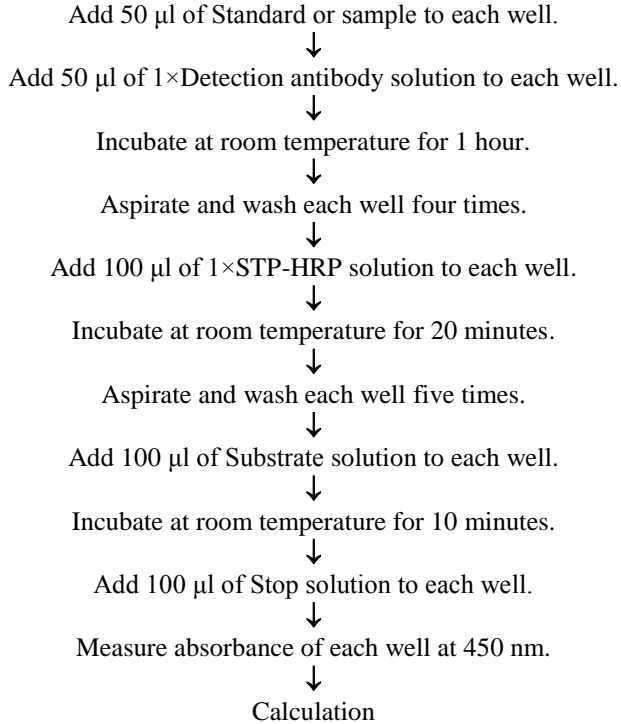 Add 50 μl of Standard or sample to each well.
↓
Add 50 μl of 1×Detection antibody solution to each well.
↓
Incubate at room temperature for 1 hour.
↓
Aspirate and wash each well four times.
↓
Add 100 μl of 1×STP-HRP solution to each well.
↓
Incubate at room temperature for 20 minutes.
↓
Aspirate and wash each well five times.
↓
Add 100 μl of Substrate solution to each well.
↓
Incubate at room temperature for 10 minutes.
↓
Add 100 μl of Stop solution to each well.
↓
Measure absorbance of each well at 450 nm.
↓
Calculation